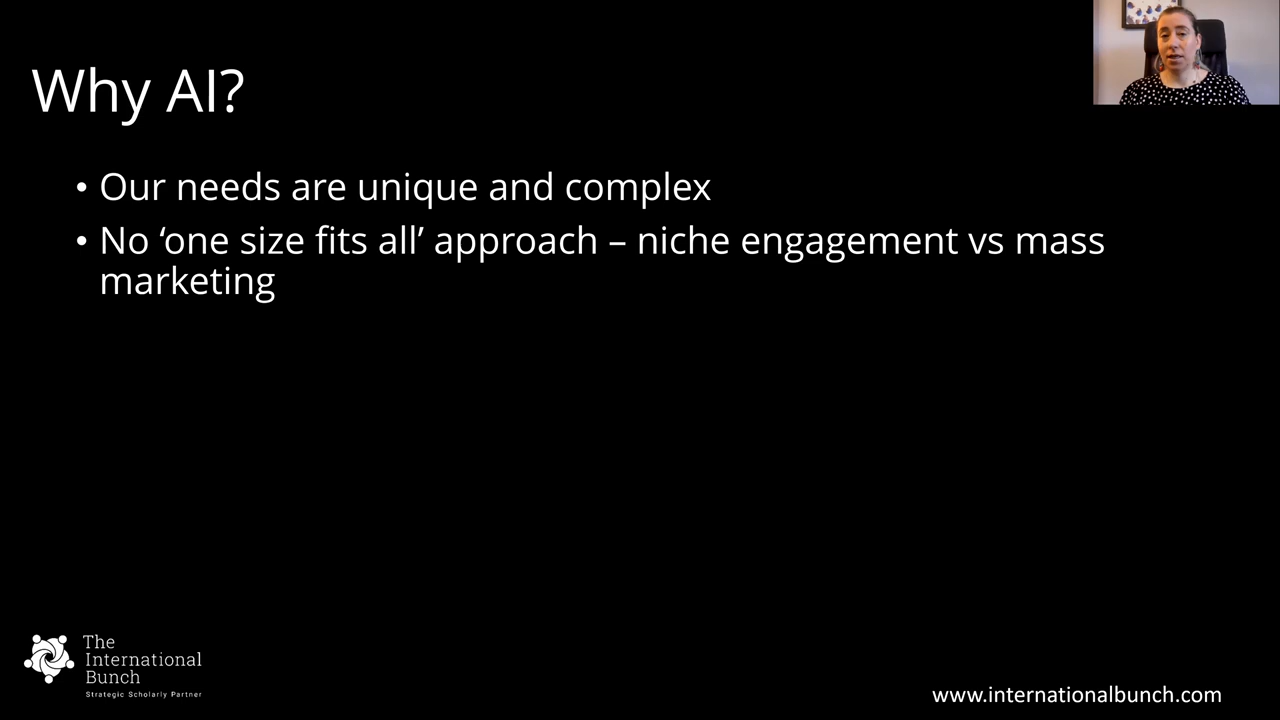 Why AI?
• Our needs are unique and complex
• No ‘one size fits all’ approach – niche engagement vs mass
marketing
The
International
Bunch
Strategic Scholarly Partner
www.internationalbunch.com